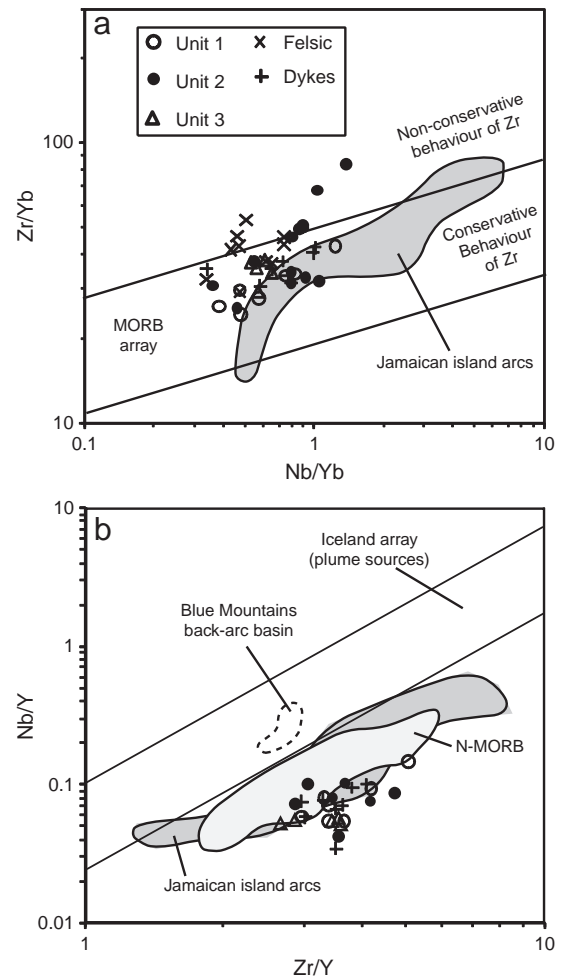 a
Unit 1
Felsic
Unit 2
Dykes
Unit 3
100
10
Zr/Yb
Non-conservative
behaviour of Zr
Conservative
Behaviour
of Zr
MORB
array
Jamaican island arcs
0.1
1
10
Nb/Yb
b
10
1
0.1
0.01
Nb/Y
Iceland array
(plume sources)
Blue Mountains
back-arc basin
N-MORB
Jamaican island arcs
1
10
Zr/Y